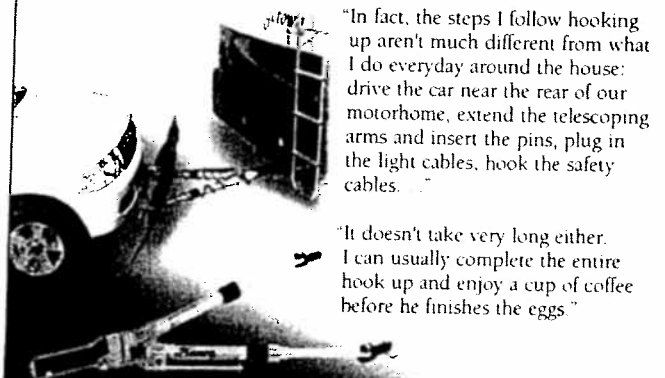 "In fact, the steps I follow hooking
up aren't much different from what
I do everyday around the house:
drive the car near the rear of our
motorhome, extend the telescoping
arms and insert the pins, plug in
the light cables, hook the safety
cables. . ."
"It doesn't take very long either.
I can usually complete the entire
hook up and enjoy a cup of coffee
before he finishes the eggs."